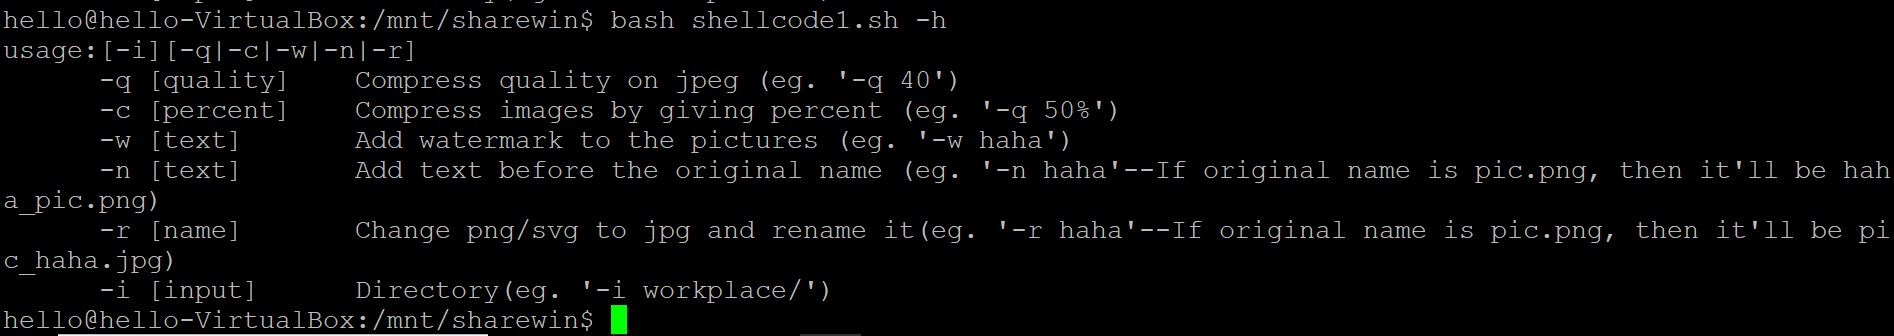 hello@hello-VirtualBox:/mnt/sharewin$ bash shellcode1.sh -h
usage:[-i][-q|-c|-w|-n|-r]
      -q [quality]    Compress quality on jpeg (eg. '-q 40')
      -c [percent]    Compress images by giving percent (eg. '-q 50%')
      -w [text]       Add watermark to the pictures (eg. '-w haha')
      -n [text]       Add text before the original name (eg. '-n haha'--If original name is pic.png, then it'll be hah
a_pic.png)
      -r [name]       Change png/svg to jpg and rename it(eg. '-r haha'--If original name is pic.png, then it'll be pi
c_haha.jpg)
      -i [input]      Directory(eg. '-i workplace/')
hello@hello-VirtualBox:/mnt/sharewin$